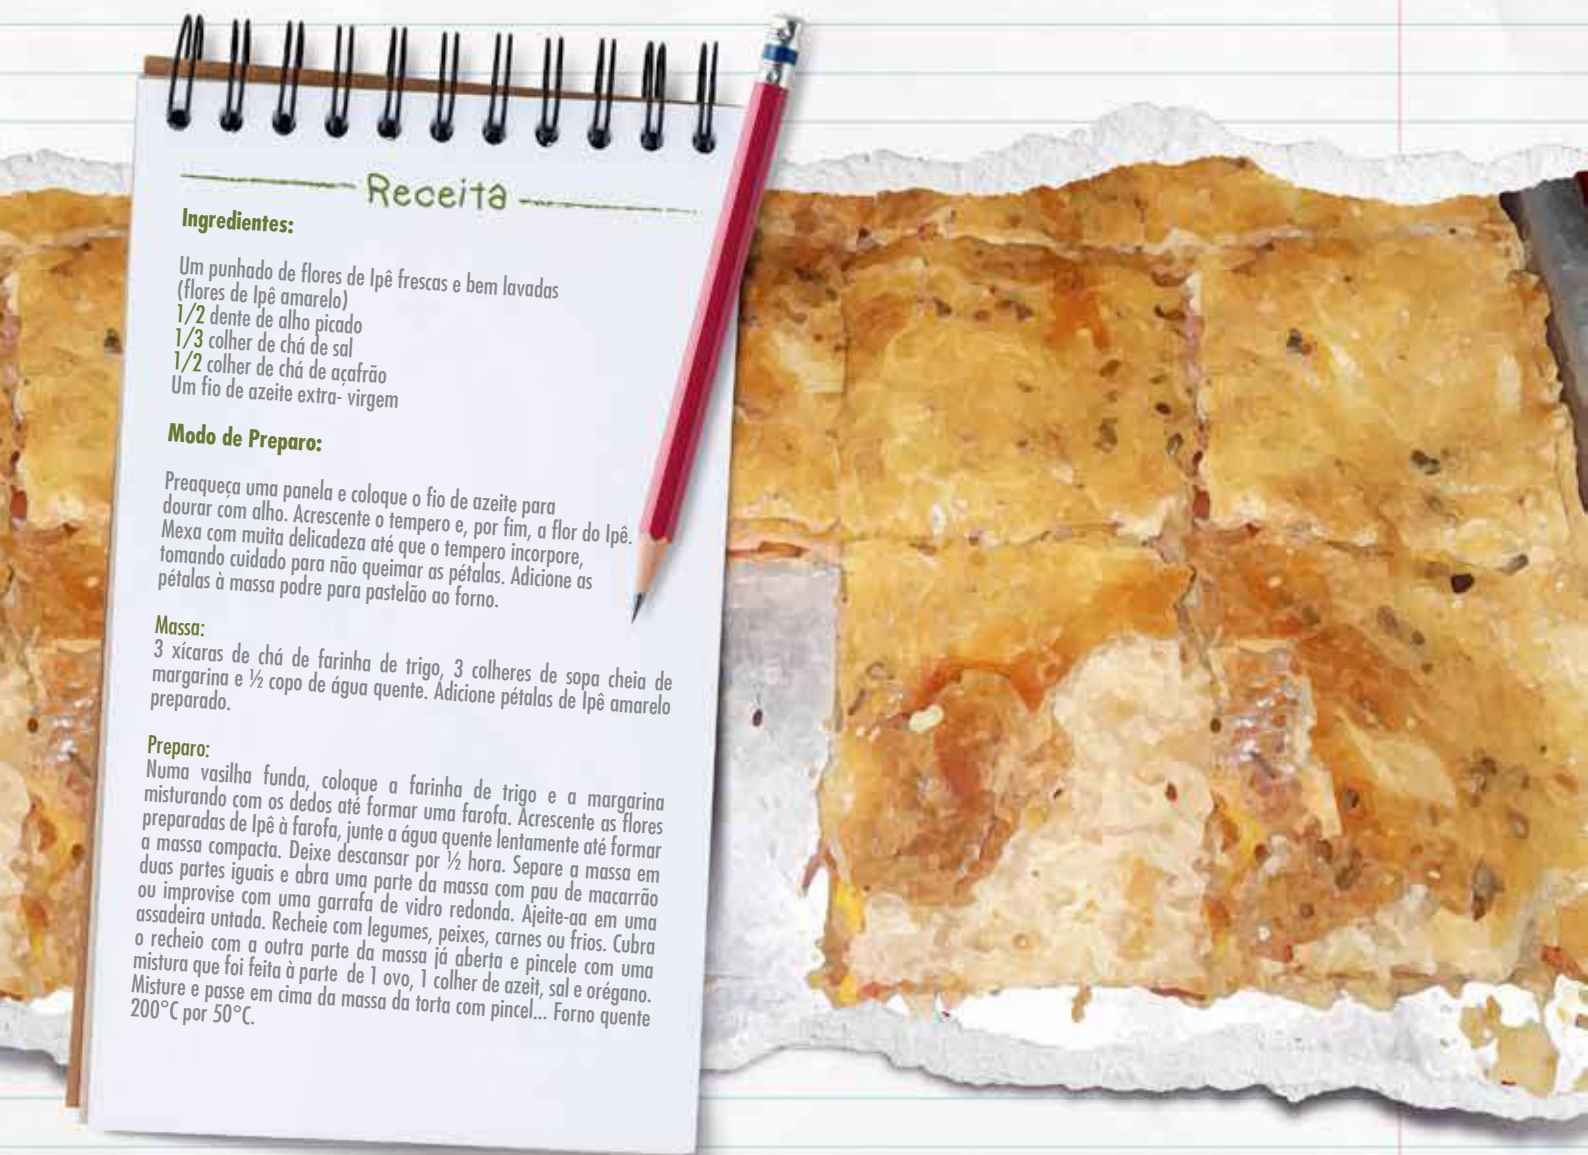 Receita
Ingredientes:
Um punhado de flores de Ipê frescas e bem lavadas
(flores de Ipê amarelo)
1/2 dente de alho picado
1/3 colher de chá de sal
1/2 colher de chá de açafrão
Um fio de azeite extra- virgem
Modo de Preparo:
Preaqueça uma panela e coloque o fio de azeite para
dourar com alho. Acrescente o tempero e, por fim, a flor do Ipê.
Mexa com muita delicadeza até que o tempero incorpore,
tomando cuidado para não queimar as pétalas. Adicione as
pétalas à massa podre para pastelão ao forno.
Massa:
3 xícaras de chá de farinha de trigo, 3 colheres de sopa cheia de
margarina e ½ copo de água quente. Adicione pétalas de Ipê amarelo
preparado.
Preparo:
Numa vasilha funda, coloque a farinha de trigo e a margarina
misturando com os dedos até formar uma farofa. Acrescente as flores
preparadas de Ipê à farofa, junte a água quente lentamente até formar
a massa compacta. Deixe descansar por ½ hora. Separe a massa em
duas partes iguais e abra uma parte da massa com pau de macarrão
ou improvise com uma garrafa de vidro redonda. Ajeite-aa em uma
assadeira untada. Recheie com legumes, peixes, carnes ou frios. Cubra
o recheio com a outra parte da massa já aberta e pincele com uma
mistura que foi feita à parte de 1 ovo, 1 colher de azeit, sal e orégano.
Misture e passe em cima da massa da torta com pincel... Forno quente
200°C por 50°C.